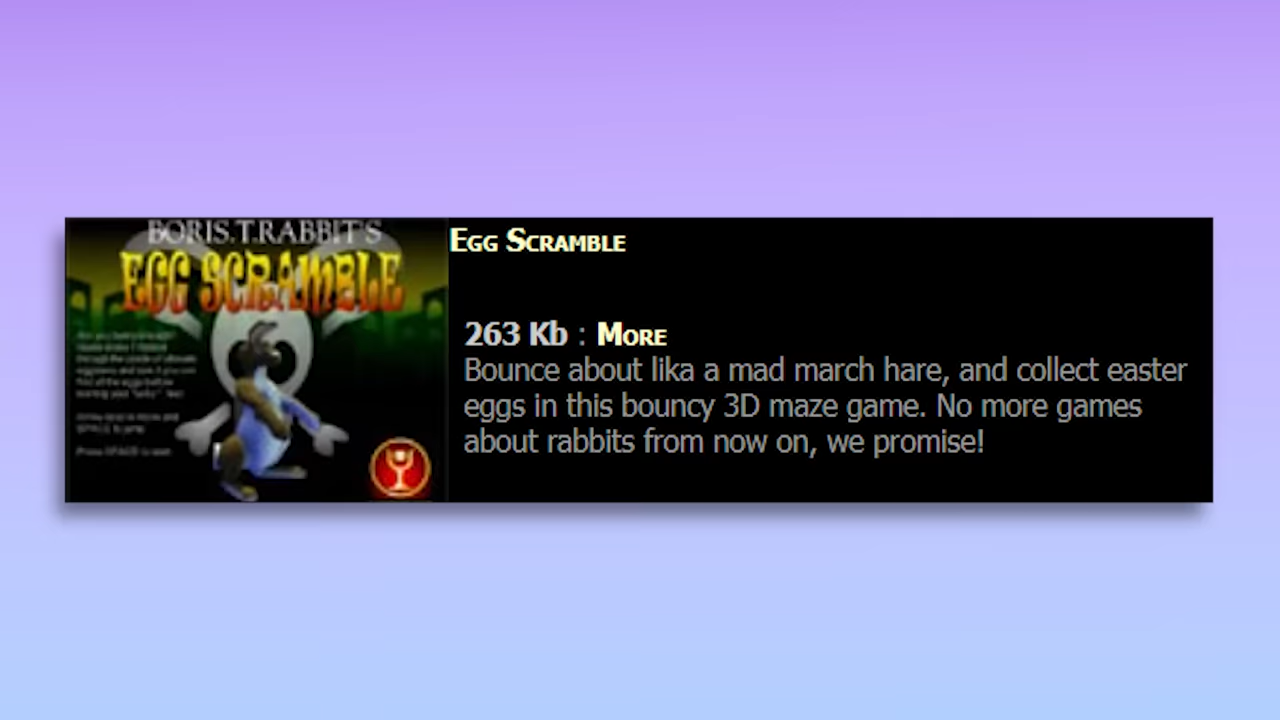 BORIS.T.RABBIT'S
EGG SCRAMBLE
Egg Scramble
263 Kb : More
Bounce about lika a mad march hare, and collect easter
eggs in this bouncy 3D maze game. No more games
about rabbits from now on, we promise!